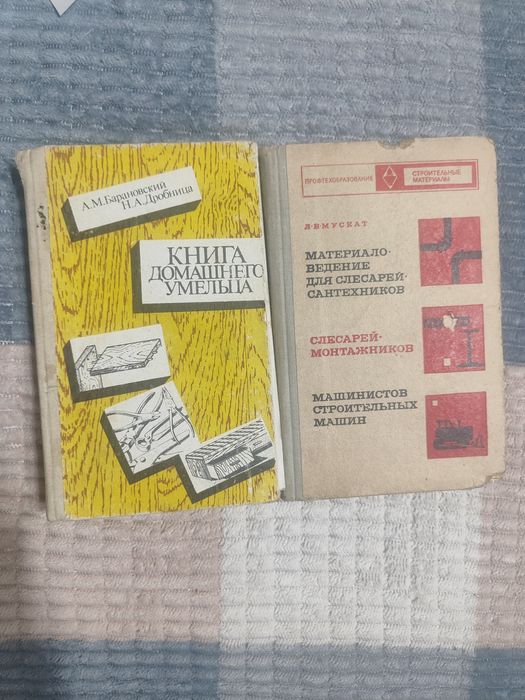 А.М.Барановский
Н.А.Дробница
КНИГА
ДОМАШНЕГО
УМЕЛЬЦА
ПРОФТЕХОБРАЗОВАНИЕ
СТРОИТЕЛЬНЫЕ
МАТЕРИАЛЫ
Л·В·МУСКАТ
МАТЕРИАЛО-
ВЕДЕНИЕ
ДЛЯ СЛЕСАРЕЙ-
САНТЕХНИКОВ
СЛЕСАРЕЙ-
МОНТАЖНИКОВ
МАШИНИСТОВ
СТРОИТЕЛЬНЫХ
МАШИН